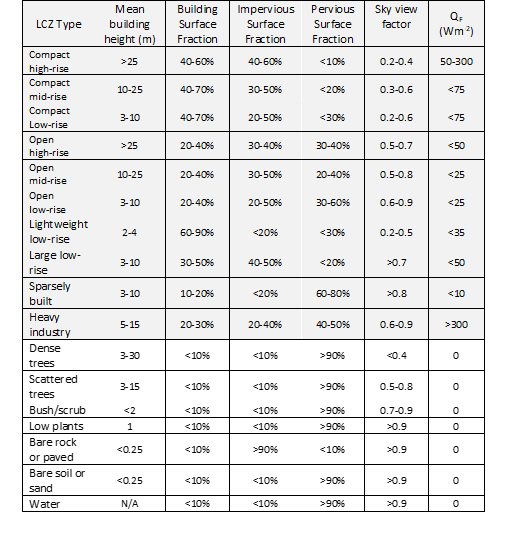 LCZ Type Mean building height (m) Building Surface Fraction Impervious Surface Fraction Pervious Surface Fraction Sky view factor QF (Wm-2)
Compact high-rise >25 40-60% 40-60% <10% 0.2-0.4 50-300
Compact mid-rise 10-25 40-70% 30-50% <20% 0.3-0.6 <75
Compact Low-rise 3-10 40-70% 20-50% <30% 0.2-0.6 <75
Open high-rise >25 20-40% 30-40% 30-40% 0.5-0.7 <50
Open mid-rise 10-25 20-40% 30-50% 20-40% 0.5-0.8 <25
Open low-rise 3-10 20-40% 20-50% 30-60% 0.6-0.9 <25
Lightweight low-rise 2-4 60-90% <20% <30% 0.2-0.5 <35
Large low-rise 3-10 30-50% 40-50% <20% >0.7 <50
Sparsely built 3-10 10-20% <20% 60-80% >0.8 <10
Heavy industry 5-15 20-30% 20-40% 40-50% 0.6-0.9 >300
Dense trees 3-30 <10% <10% >90% <0.4 0
Scattered trees 3-15 <10% <10% >90% 0.5-0.8 0
Bush/scrub <2 <10% <10% >90% 0.7-0.9 0
Low plants 1 <10% <10% >90% >0.9 0
Bare rock or paved <0.25 <10% >90% <10% >0.9 0
Bare soil or sand <0.25 <10% <10% >90% >0.9 0
Water N/A <10% <10% >90% >0.9 0